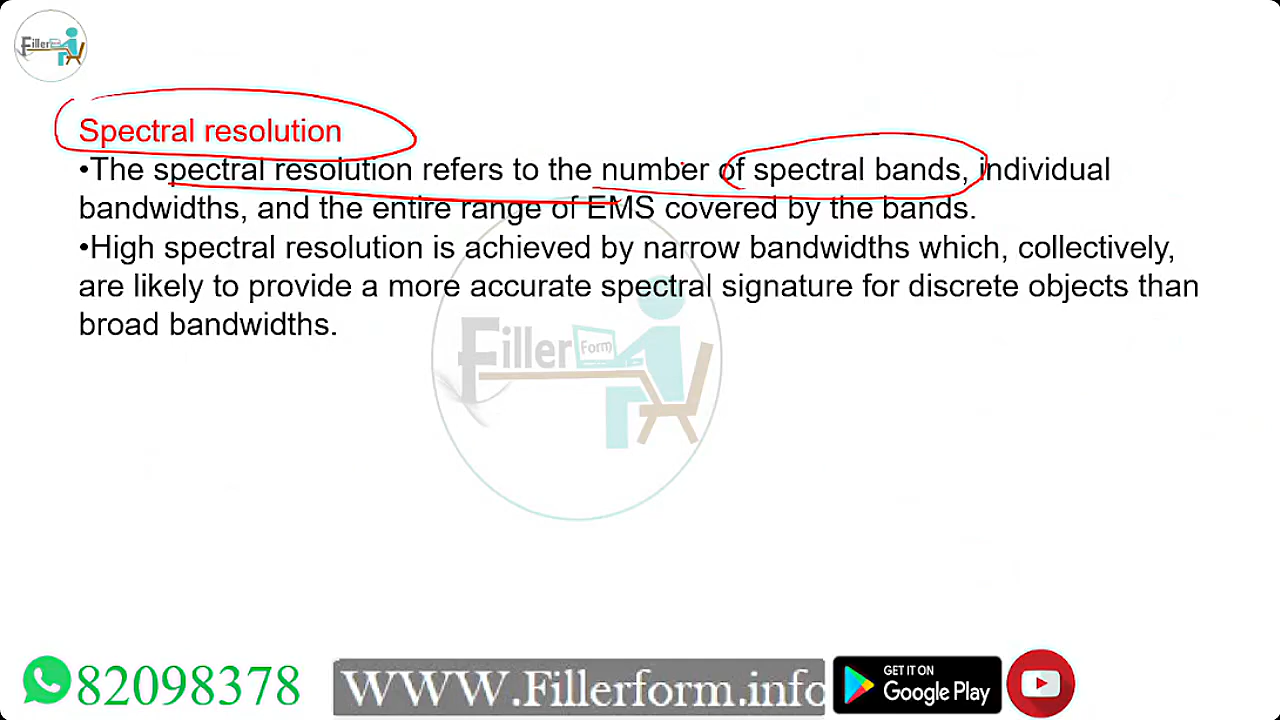 Filler
Spectral resolution
•The spectral resolution refers to the number of spectral bands, individual
bandwidths, and the entire range of EMS covered by the bands.
•High spectral resolution is achieved by narrow bandwidths which, collectively,
are likely to provide a more accurate spectral signature for discrete objects than
broad bandwidths.
Filler Form
82098378
WWW.Fillerform.info
GET IT ON
Google Play